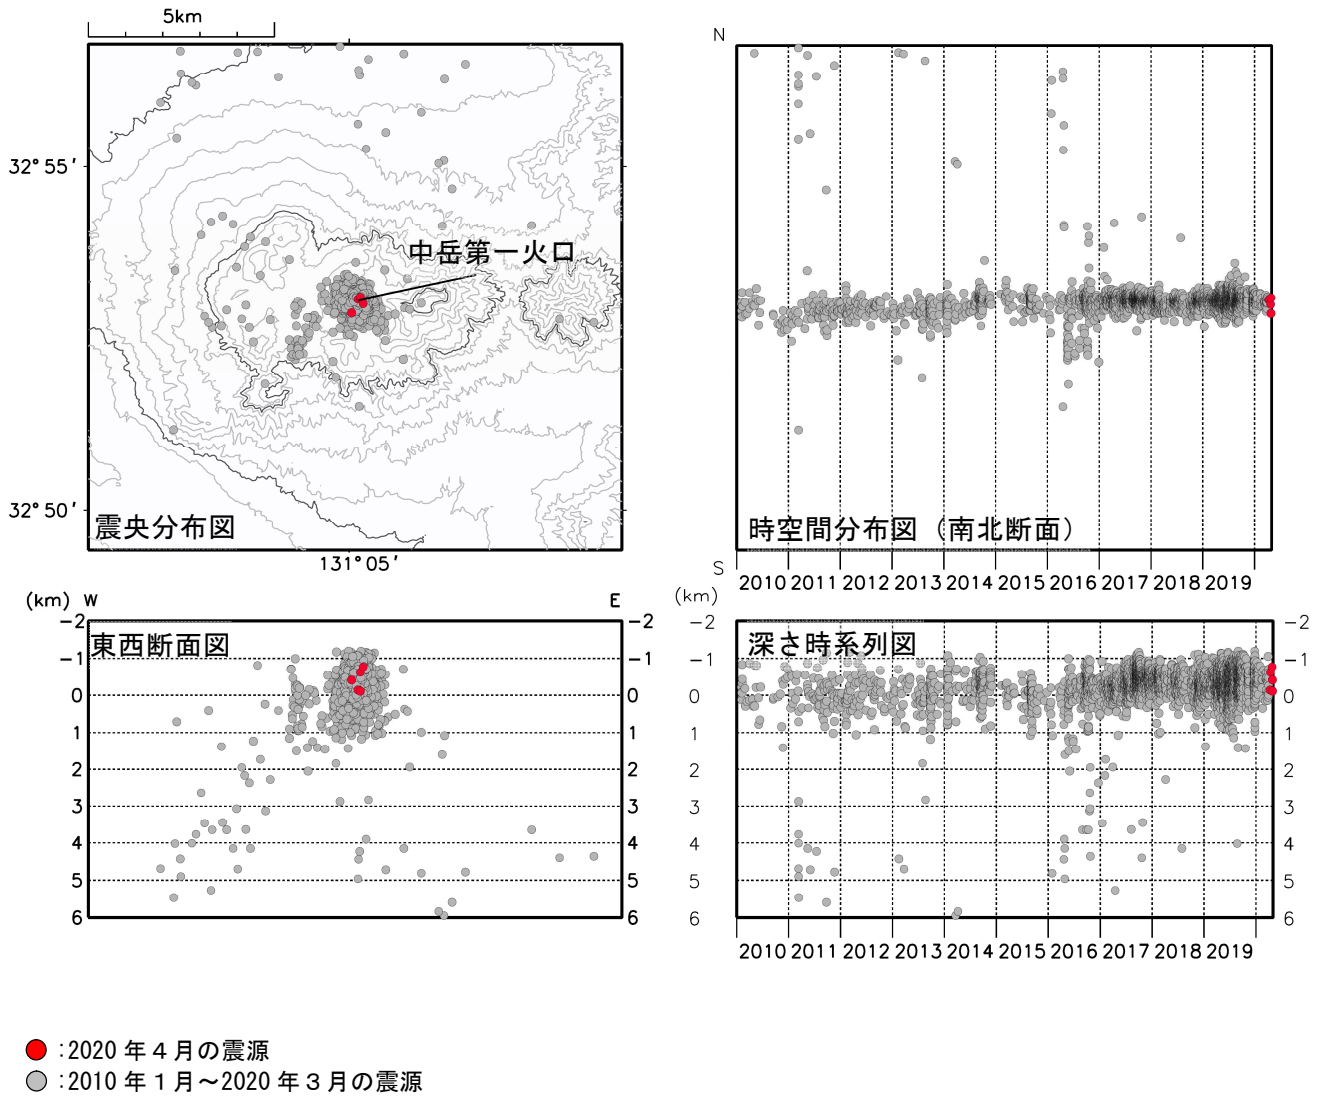 5km
32°55′
中岳第一火口
32°50′
震央分布図
131°05′
N
時空間分布図（南北断面）
S
2010 2011 2012 2013 2014 2015 2016 2017 2018 2019
(km) W E
東西断面図
-2 -2
-1 -1
0 0
1 1
2 2
3 3
4 4
5 5
6 6
(km)
深さ時系列図
-2 -2
-1 -1
0 0
1 1
2 2
3 3
4 4
5 5
6 6
2010 2011 2012 2013 2014 2015 2016 2017 2018 2019
:2020 年４月の震源
:2010 年１月～2020 年３月の震源